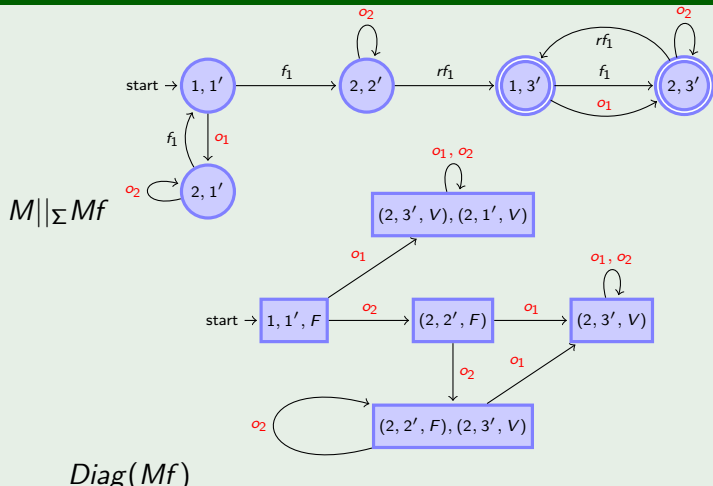 o₂
o₂
rf₁
start
1, 1′
f₁
2, 2′
rf₁
1, 3′
f₁
2, 3′
f₁
o₁
o₁
o₂
2, 1′
o₁, o₂
M||_Σ Mf
(2, 3′, V), (2, 1′, V)
o₁
o₁, o₂
start
1, 1′, F
o₂
(2, 2′, F)
o₁
(2, 3′, V)
o₂
o₁
o₂
(2, 2′, F), (2, 3′, V)
Diag(Mf)